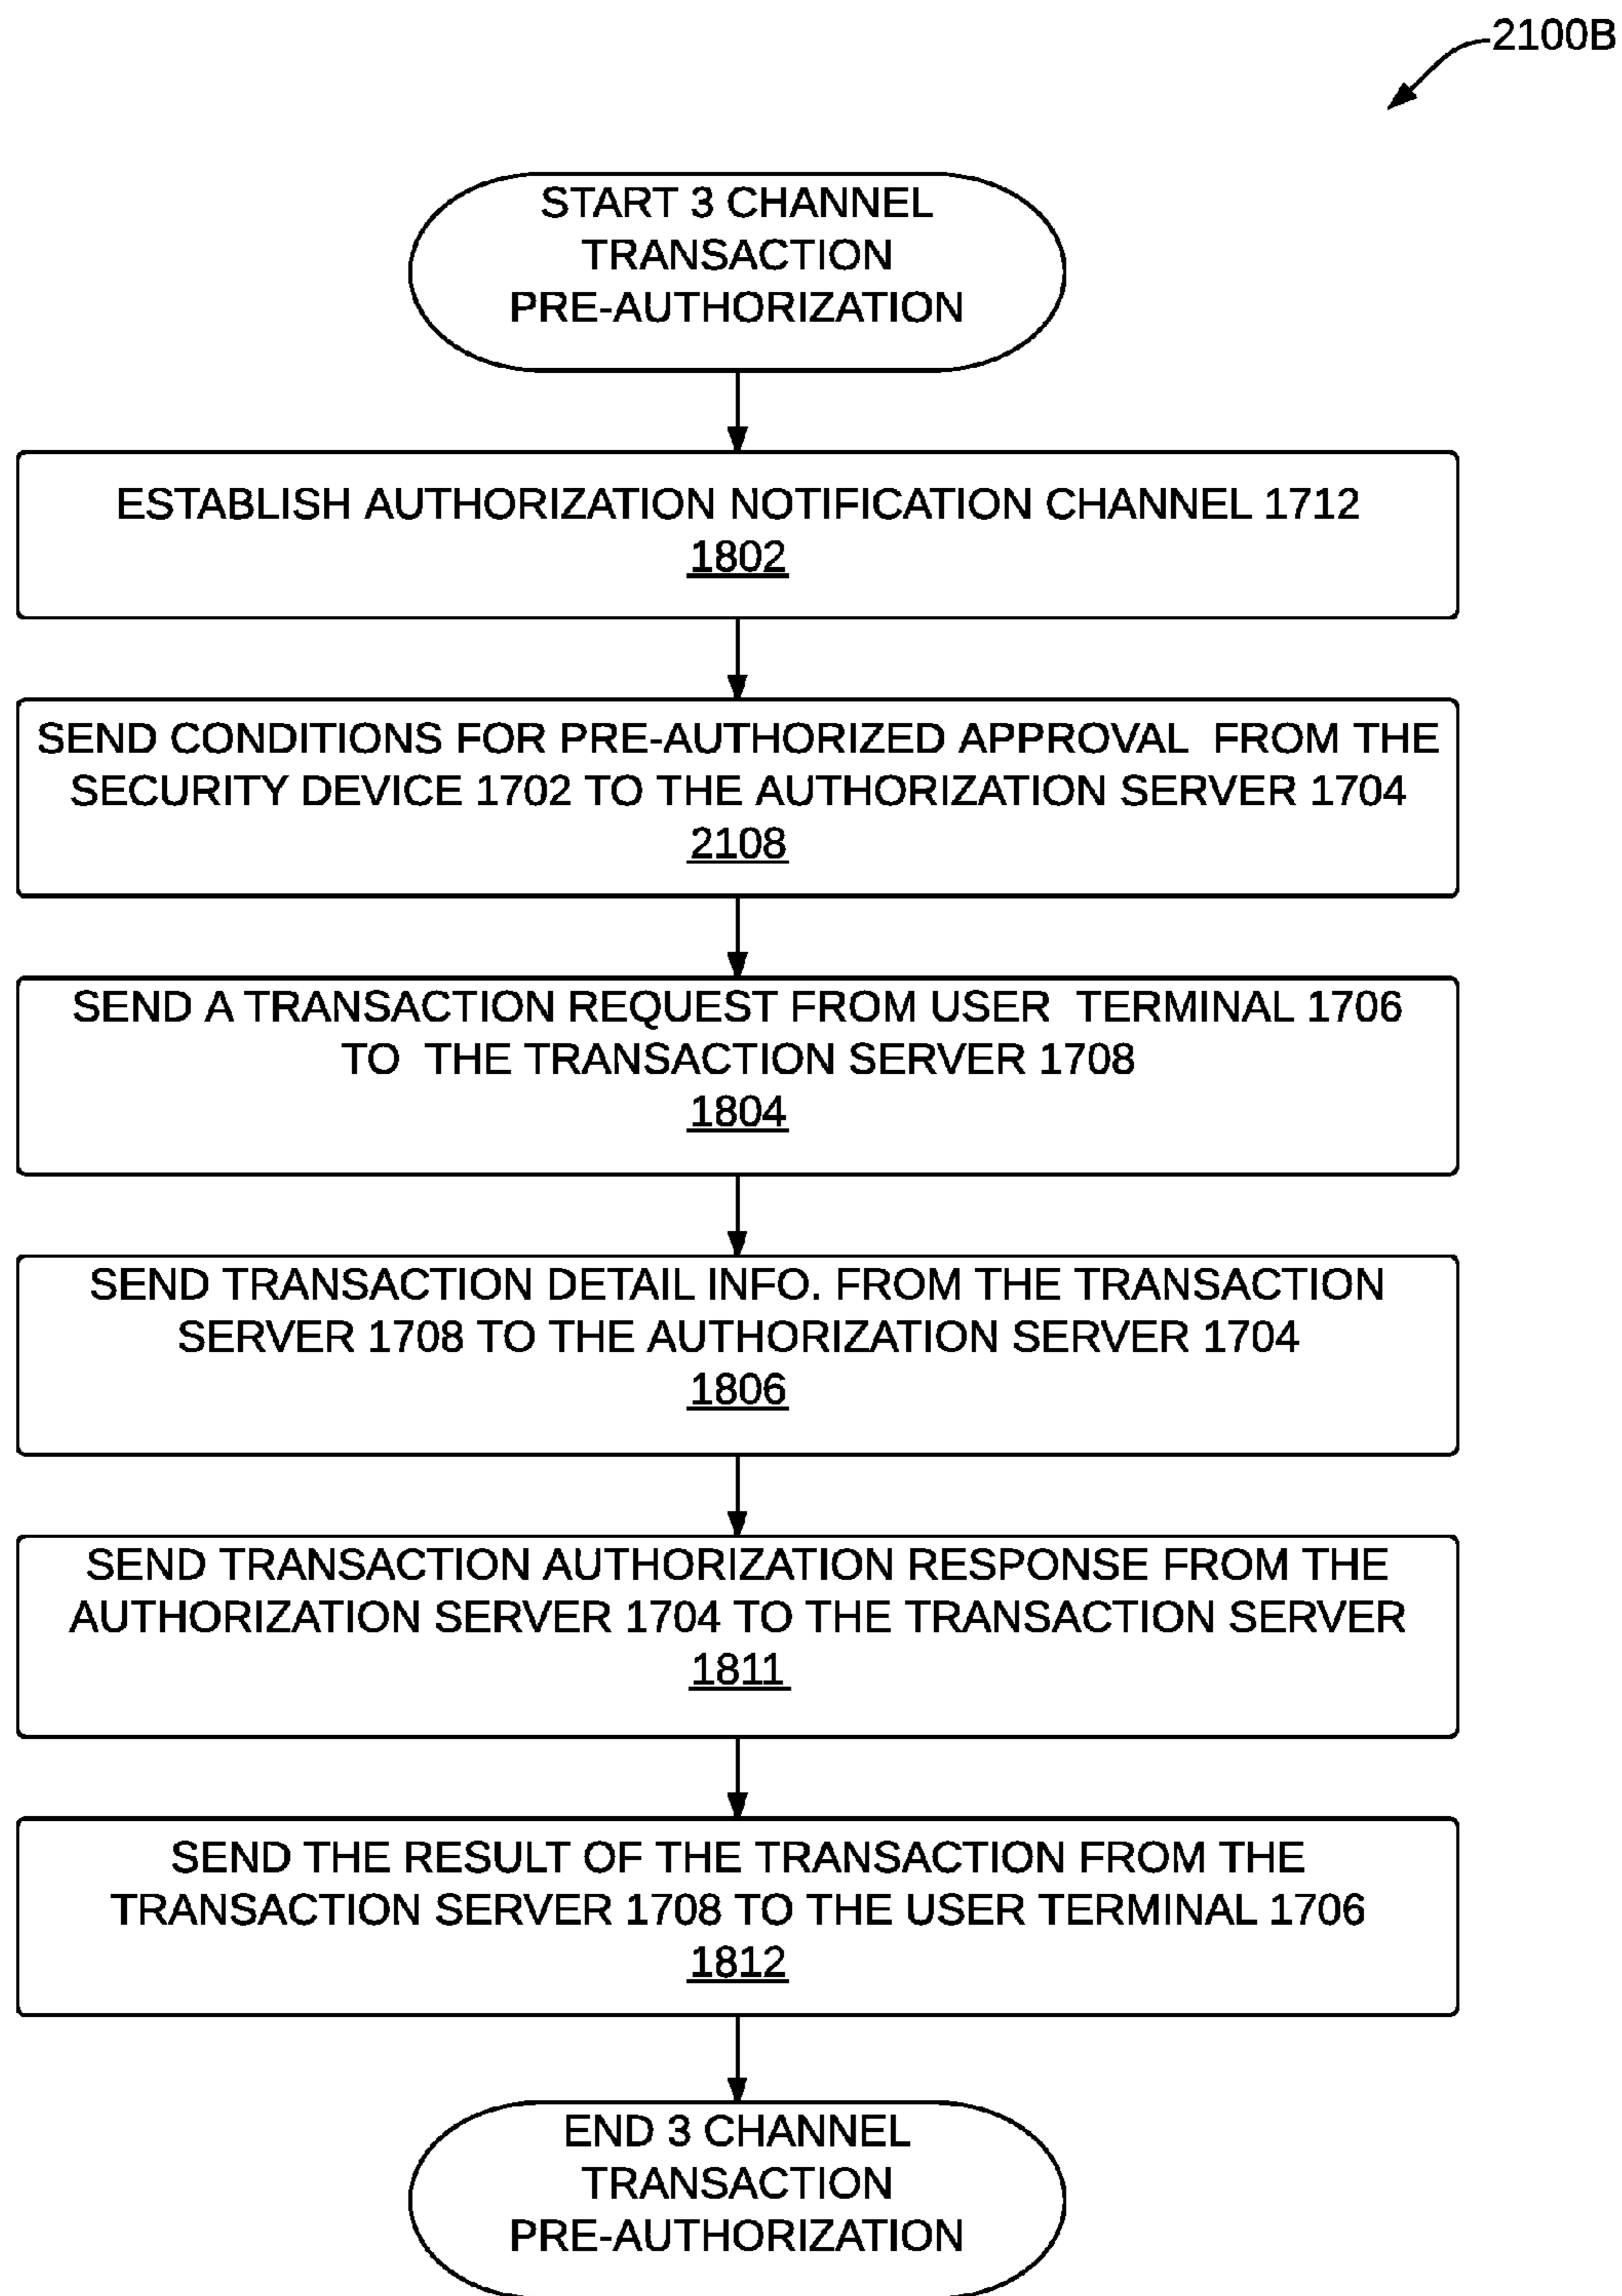 2100B
START 3 CHANNEL
TRANSACTION
PRE-AUTHORIZATION
ESTABLISH AUTHORIZATION NOTIFICATION CHANNEL 1712
1802
SEND CONDITIONS FOR PRE-AUTHORIZED APPROVAL FROM THE
SECURITY DEVICE 1702 TO THE AUTHORIZATION SERVER 1704
2108
SEND A TRANSACTION REQUEST FROM USER TERMINAL 1706
TO THE TRANSACTION SERVER 1708
1804
SEND TRANSACTION DETAIL INFO. FROM THE TRANSACTION
SERVER 1708 TO THE AUTHORIZATION SERVER 1704
1806
SEND TRANSACTION AUTHORIZATION RESPONSE FROM THE
AUTHORIZATION SERVER 1704 TO THE TRANSACTION SERVER
1811
SEND THE RESULT OF THE TRANSACTION FROM THE
TRANSACTION SERVER 1708 TO THE USER TERMINAL 1706
1812
END 3 CHANNEL
TRANSACTION
PRE-AUTHORIZATION